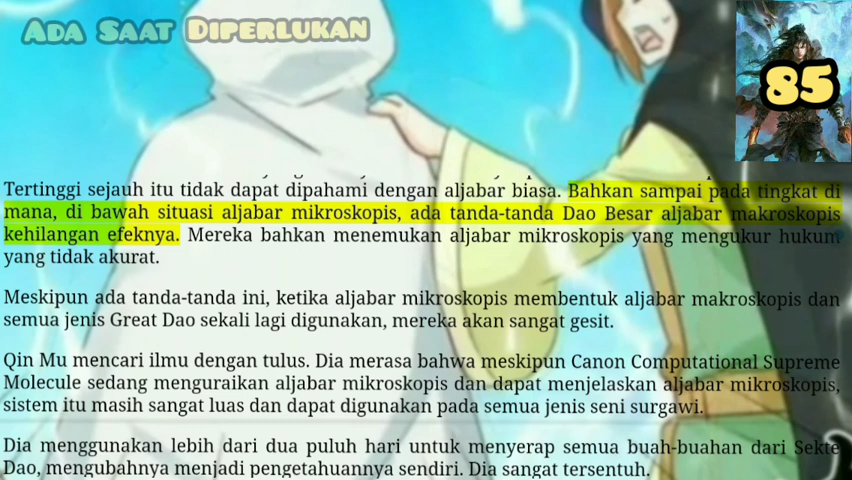 Ada Saat Diperlukan
85
Tertinggi sejauh itu tidak dapat dipahami dengan aljabar biasa. Bahkan sampai pada tingkat di
mana, di bawah situasi aljabar mikroskopis, ada tanda-tanda Dao Besar aljabar makroskopis
kehilangan efeknya. Mereka bahkan menemukan aljabar mikroskopis yang mengukur hukum
yang tidak akurat.
Meskipun ada tanda-tanda ini, ketika aljabar mikroskopis membentuk aljabar makroskopis dan
semua jenis Great Dao sekali lagi digunakan, mereka akan sangat gesit.
Qin Mu mencari ilmu dengan tulus. Dia merasa bahwa meskipun Canon Computational Supreme
Molecule sedang menguraikan aljabar mikroskopis dan dapat menjelaskan aljabar mikroskopis,
sistem itu masih sangat luas dan dapat digunakan pada semua jenis seni surgawi.
Dia menggunakan lebih dari dua puluh hari untuk menyerap semua buah-buahan dari Sekte
Dao, mengubahnya menjadi pengetahuannya sendiri. Dia sangat tersentuh.